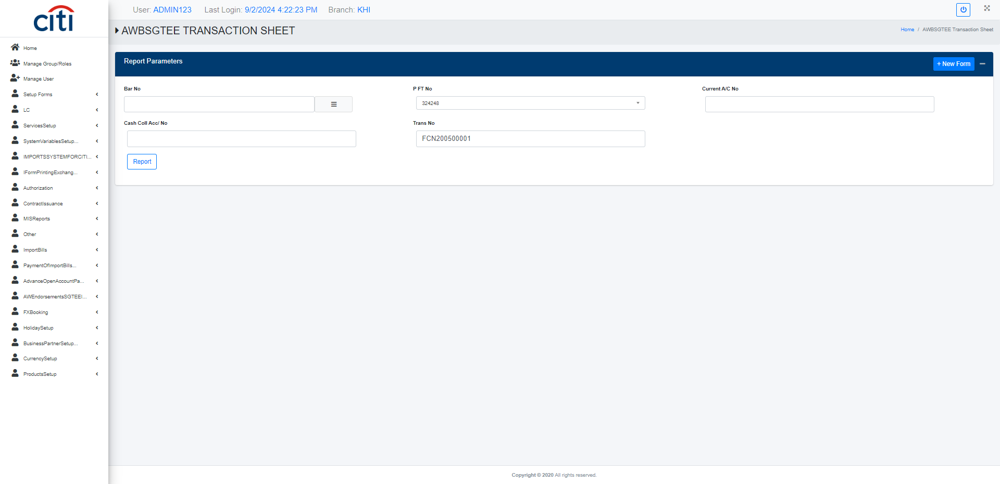 citi
User: ADMIN123 Last Login: 9/2/2024 4:22:23 PM Branch: KHI
AWBSGTEE TRANSACTION SHEET
Home / AWBSGTEE Transaction Sheet
Home
Manage Group/Roles
Manage User
Setup Forms
LC
ServicesSetup
SystemVariablesSetup...
IMPORTSSYSTEMFORCITI...
IFormPrintingExchang...
Authorization
ContractIssuance
MISReports
Other
ImportBills
PaymentOfImportBills...
AdvanceOpenAccountPa...
AWEndorsementsSGTEEI...
FXBooking
HolidaySetup
BusinessPartnerSetup...
CurrencySetup
ProductsSetup
Report Parameters
+ New Form
Bar No
P FT No
324248
Current A/C No
Cash Coll Acc/ No
Trans No
FCN200500001
Report
Copyright © 2020 All rights reserved.